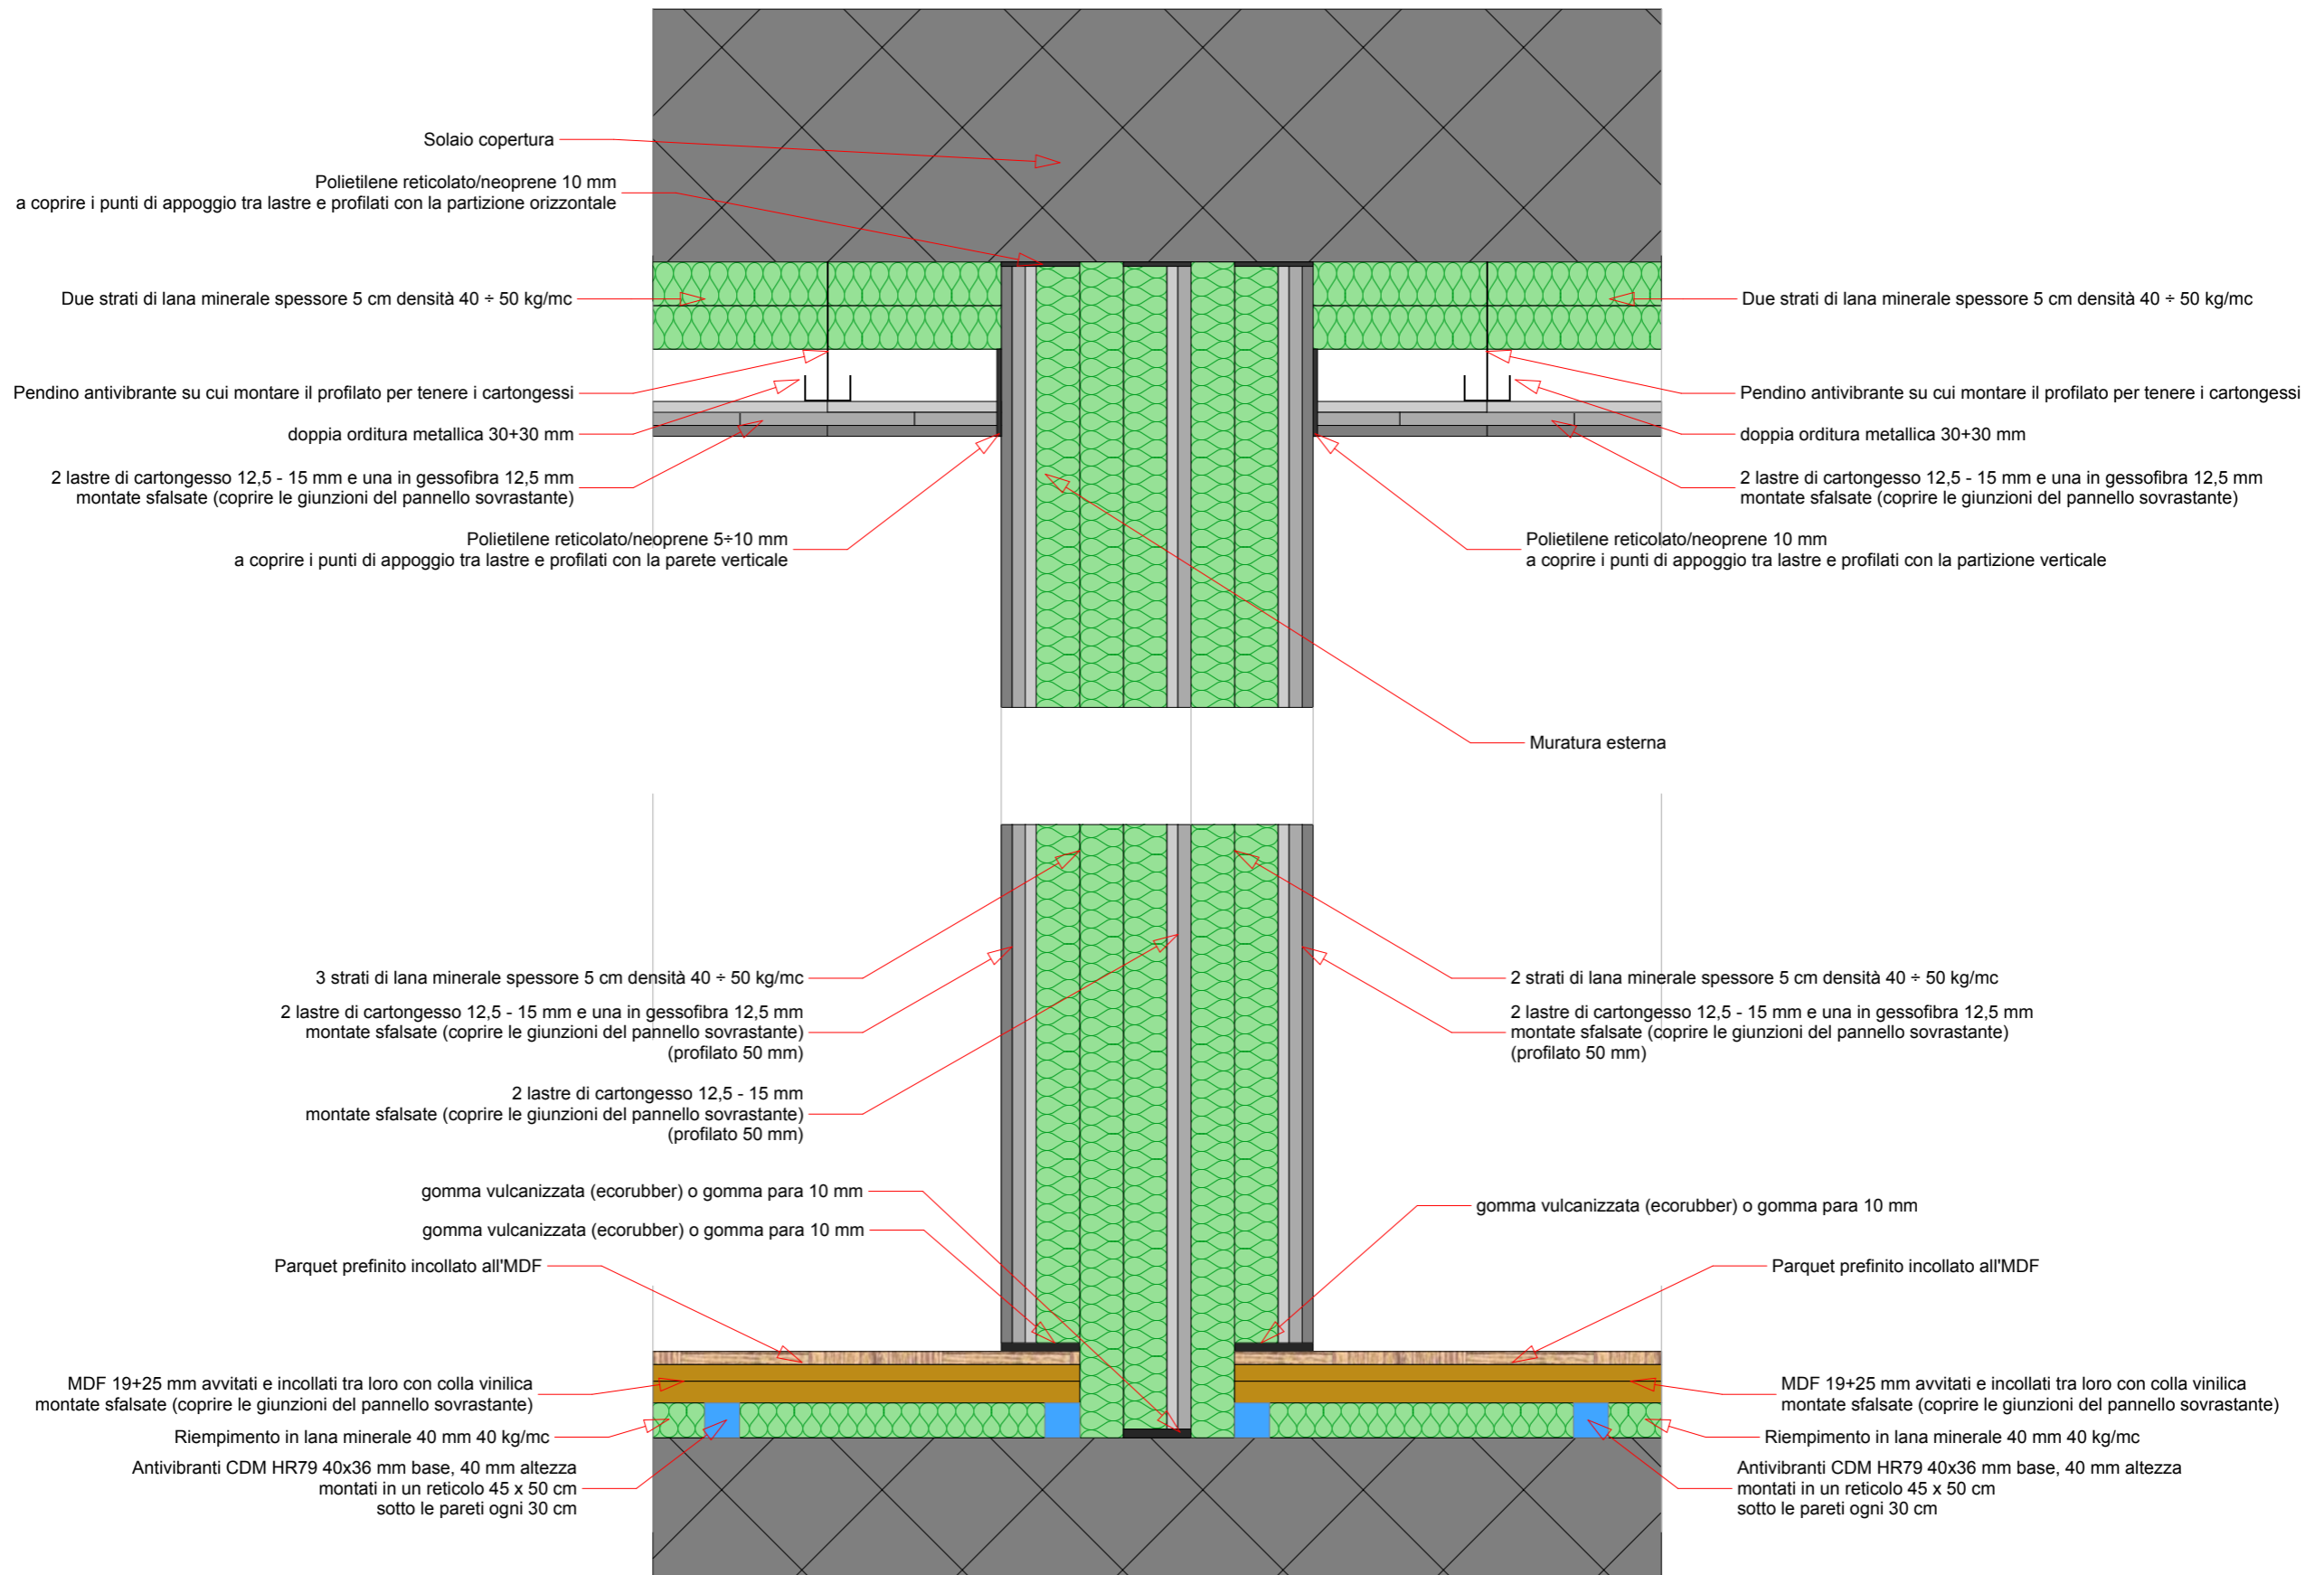 Solaio copertura
Polietilene reticolato/neoprene 10 mm
a coprire i punti di appoggio tra lastre e profilati con la partizione orizzontale
Due strati di lana minerale spessore 5 cm densità 40 ÷ 50 kg/mc
Pendino antivibrante su cui montare il profilato per tenere i cartongessi
doppia orditura metallica 30+30 mm
2 lastre di cartongesso 12,5 - 15 mm e una in gessofibra 12,5 mm
montate sfalsate (coprire le giunzioni del pannello sovrastante)
Polietilene reticolato/neoprene 5÷10 mm
a coprire i punti di appoggio tra lastre e profilati con la parete verticale
Due strati di lana minerale spessore 5 cm densità 40 ÷ 50 kg/mc
Pendino antivibrante su cui montare il profilato per tenere i cartongessi
doppia orditura metallica 30+30 mm
2 lastre di cartongesso 12,5 - 15 mm e una in gessofibra 12,5 mm
montate sfalsate (coprire le giunzioni del pannello sovrastante)
Polietilene reticolato/neoprene 10 mm
a coprire i punti di appoggio tra lastre e profilati con la partizione verticale
Muratura esterna
3 strati di lana minerale spessore 5 cm densità 40 ÷ 50 kg/mc
2 lastre di cartongesso 12,5 - 15 mm e una in gessofibra 12,5 mm
montate sfalsate (coprire le giunzioni del pannello sovrastante)
(profilato 50 mm)
2 lastre di cartongesso 12,5 - 15 mm
montate sfalsate (coprire le giunzioni del pannello sovrastante)
(profilato 50 mm)
gomma vulcanizzata (ecorubber) o gomma para 10 mm
gomma vulcanizzata (ecorubber) o gomma para 10 mm
Parquet prefinito incollato all'MDF
MDF 19+25 mm avvitati e incollati tra loro con colla vinilica
montate sfalsate (coprire le giunzioni del pannello sovrastante)
Riempimento in lana minerale 40 mm 40 kg/mc
Antivibranti CDM HR79 40x36 mm base, 40 mm altezza
montati in un reticolo 45 x 50 cm
sotto le pareti ogni 30 cm
2 strati di lana minerale spessore 5 cm densità 40 ÷ 50 kg/mc
2 lastre di cartongesso 12,5 - 15 mm e una in gessofibra 12,5 mm
montate sfalsate (coprire le giunzioni del pannello sovrastante)
(profilato 50 mm)
gomma vulcanizzata (ecorubber) o gomma para 10 mm
Parquet prefinito incollato all'MDF
MDF 19+25 mm avvitati e incollati tra loro con colla vinilica
montate sfalsate (coprire le giunzioni del pannello sovrastante)
Riempimento in lana minerale 40 mm 40 kg/mc
Antivibranti CDM HR79 40x36 mm base, 40 mm altezza
montati in un reticolo 45 x 50 cm
sotto le pareti ogni 30 cm